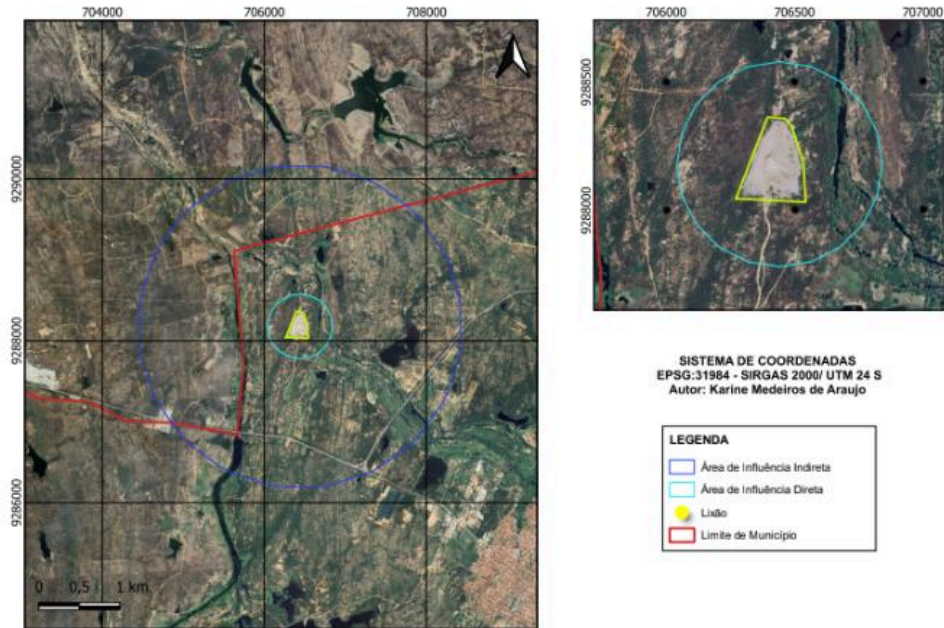 704000 706000 708000
9290000
9288000
9286000
0 0,5 1 km
706000 706500 707000
9288500
9288000
SISTEMA DE COORDENADAS
EPSG:31984 - SIRGAS 2000/ UTM 24 S
Autor: Karine Medeiros de Araujo
LEGENDA
Área de Influência Indireta
Área de Influência Direta
Lixão
Limite de Município